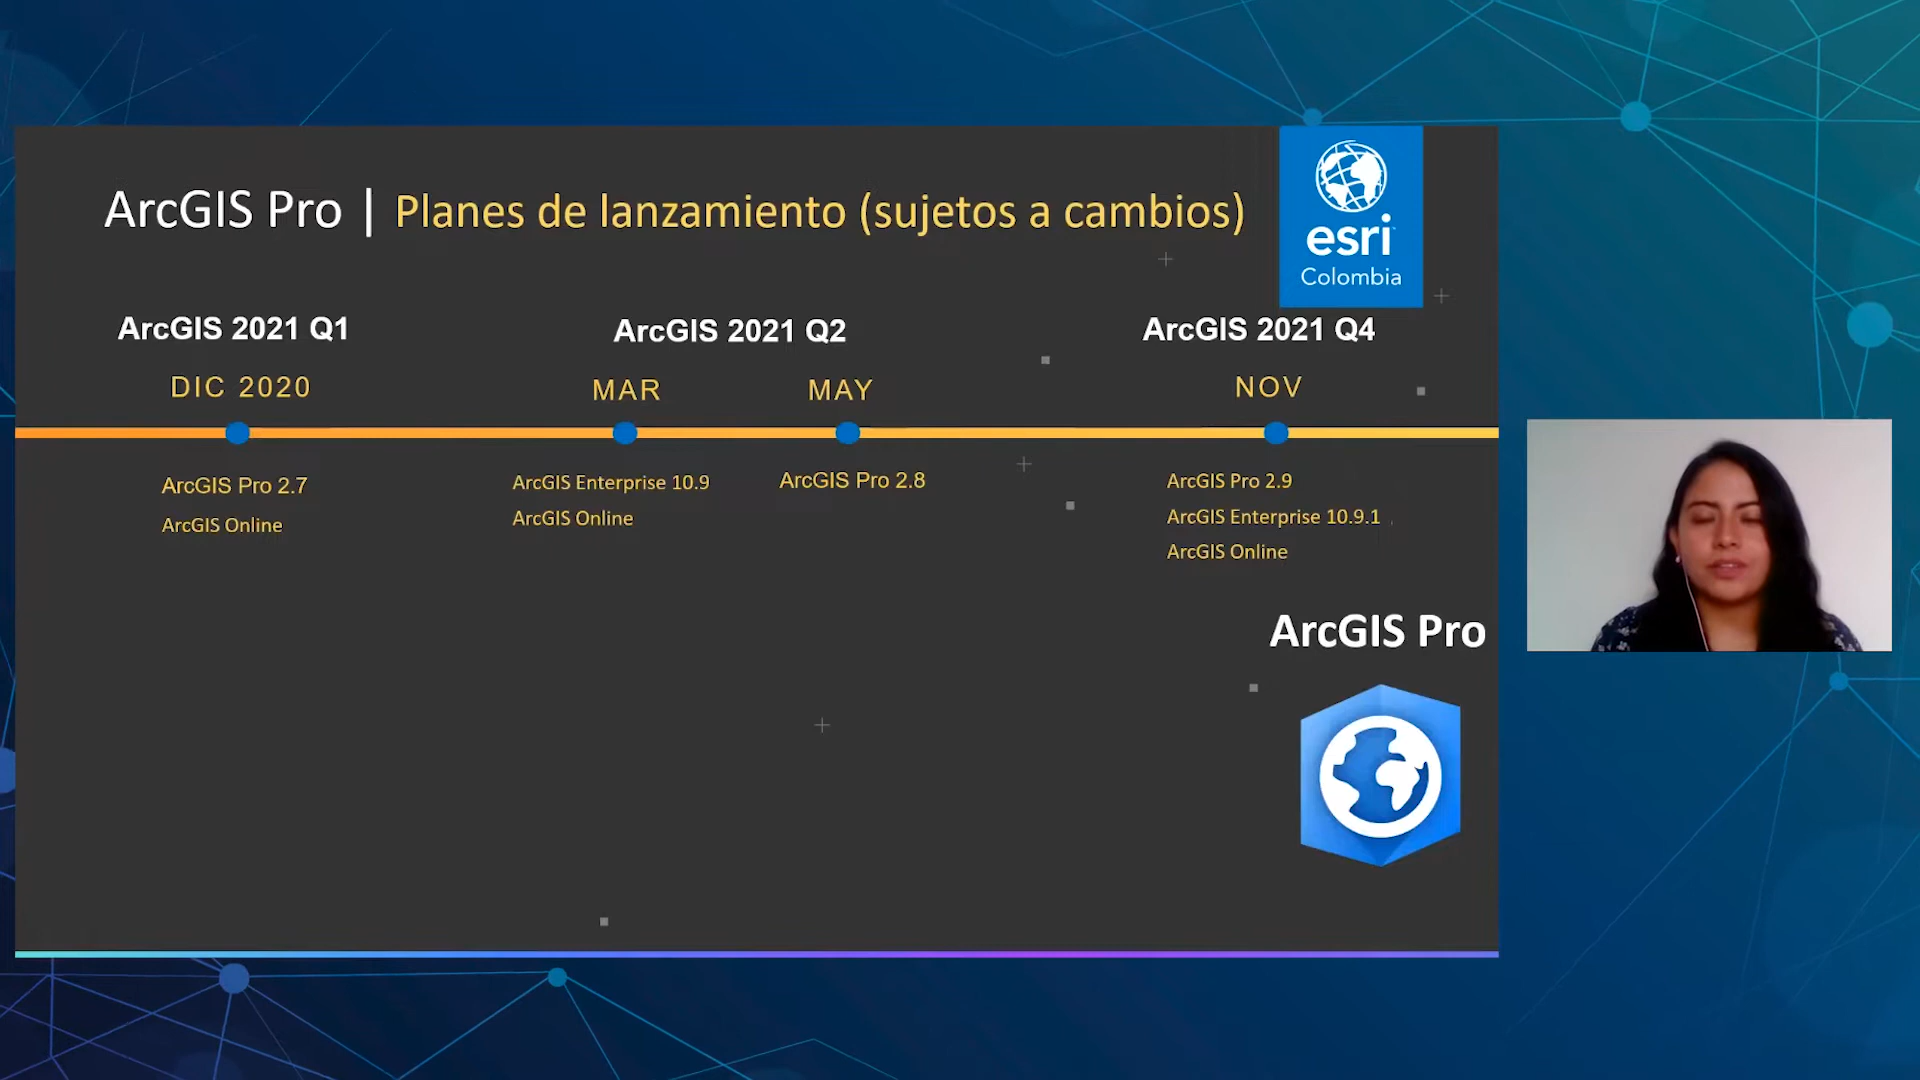 ArcGIS Pro | Planes de lanzamiento (sujetos a cambios)
esri
Colombia
ArcGIS 2021 Q1
ArcGIS 2021 Q2
ArcGIS 2021 Q4
DIC 2020
MAR
MAY
NOV
ArcGIS Pro 2.7
ArcGIS Online
ArcGIS Enterprise 10.9
ArcGIS Online
ArcGIS Pro 2.8
ArcGIS Pro 2.9
ArcGIS Enterprise 10.9.1
ArcGIS Online
ArcGIS Pro